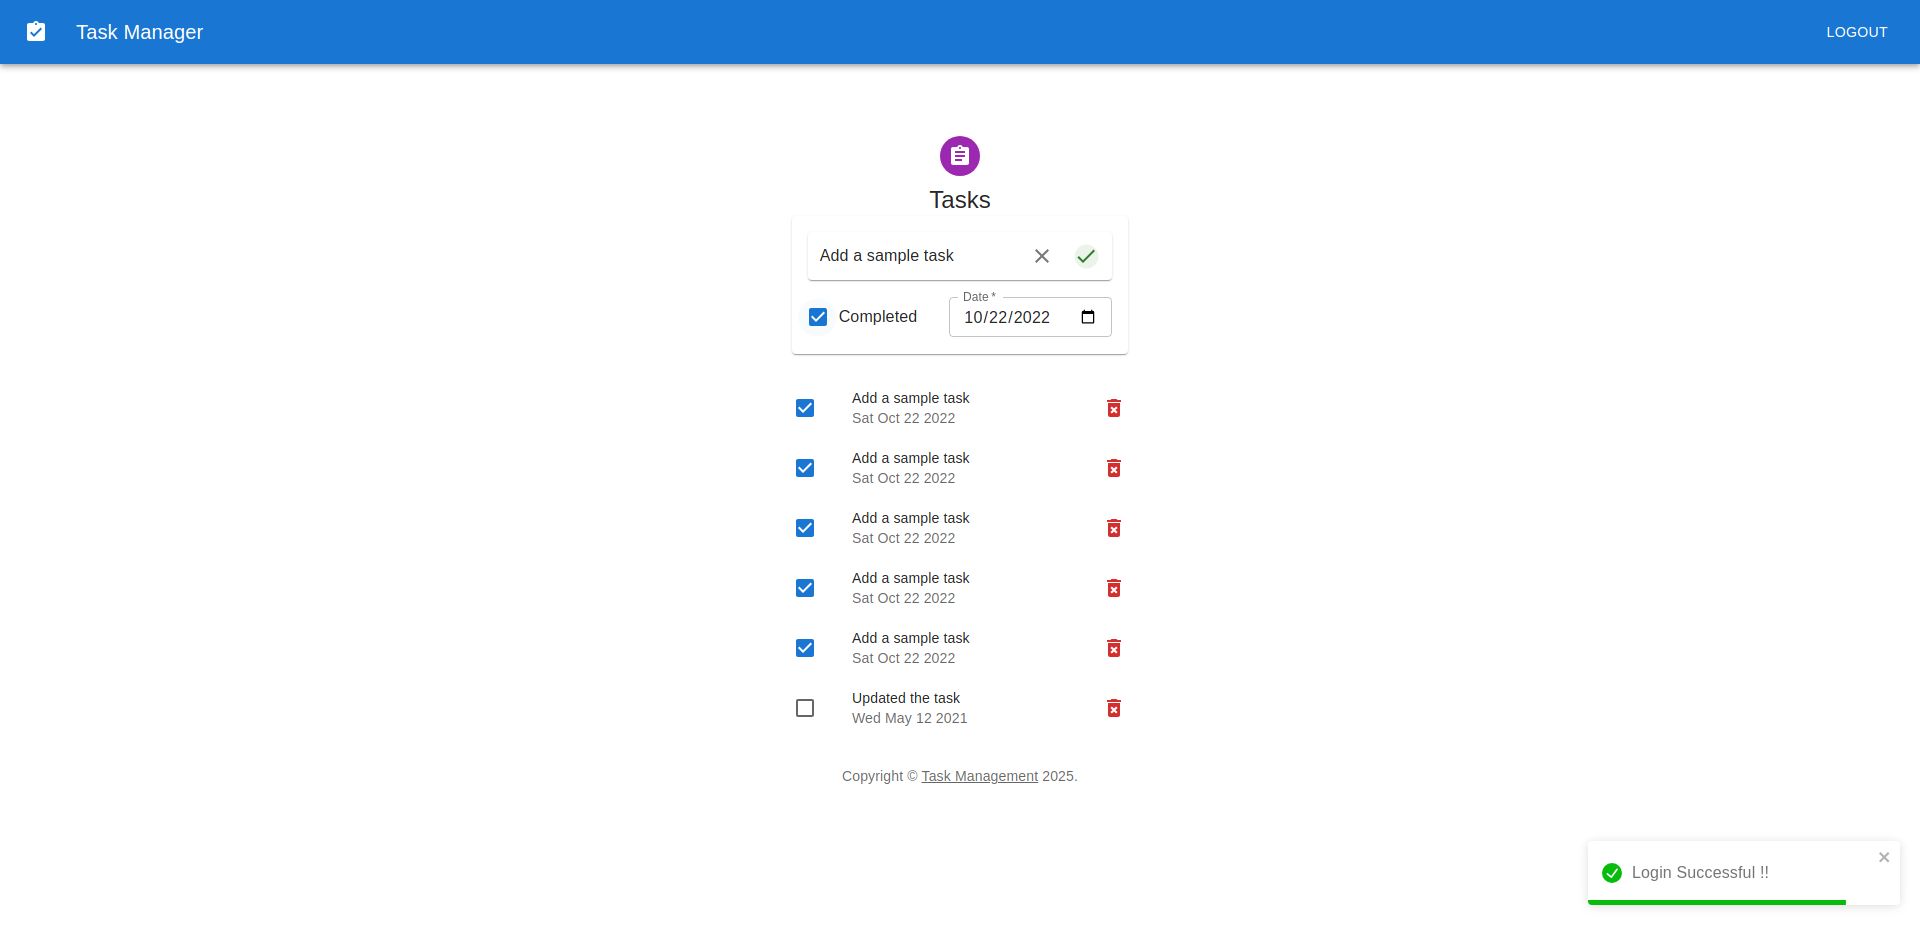 Task Manager
LOGOUT
Tasks
Add a sample task
Completed
Date *
10/22/2022
Add a sample task
Sat Oct 22 2022
Add a sample task
Sat Oct 22 2022
Add a sample task
Sat Oct 22 2022
Add a sample task
Sat Oct 22 2022
Add a sample task
Sat Oct 22 2022
Updated the task
Wed May 12 2021
Copyright © Task Management 2025.
Login Successful !!